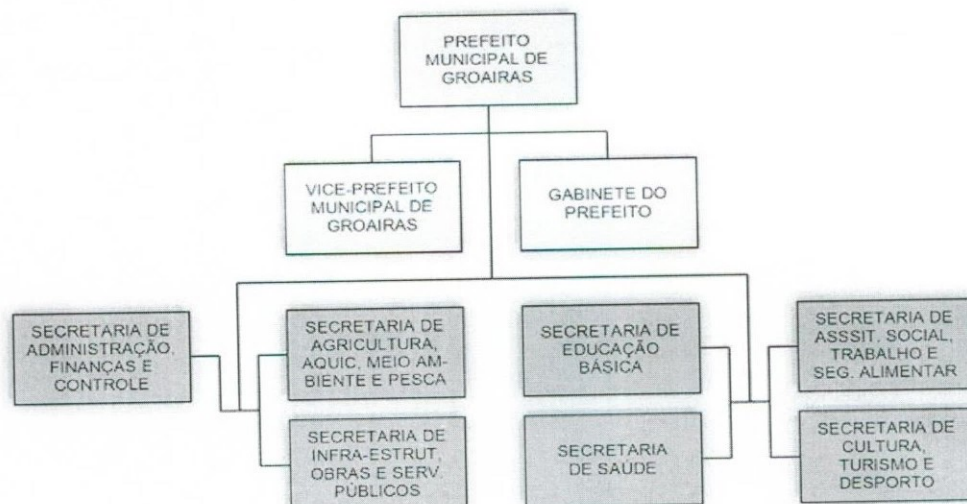 PREFEITO
MUNICIPAL DE
GROAIRAS
VICE-PREFEITO
MUNICIPAL DE
GROAIRAS
GABINETE DO
PREFEITO
SECRETARIA DE
ADMINISTRAÇÃO,
FINANÇAS E
CONTROLE
SECRETARIA DE
AGRICULTURA,
AQUIC, MEIO AM-
BIENTE E PESCA
SECRETARIA DE
EDUCAÇÃO
BÁSICA
SECRETARIA DE
ASSSIT. SOCIAL,
TRABALHO E
SEG. ALIMENTAR
SECRETARIA DE
INFRA-ESTRUT,
OBRAS E SERV.
PÚBLICOS
SECRETARIA
DE SAÚDE
SECRETARIA DE
CULTURA,
TURISMO E
DESPORTO